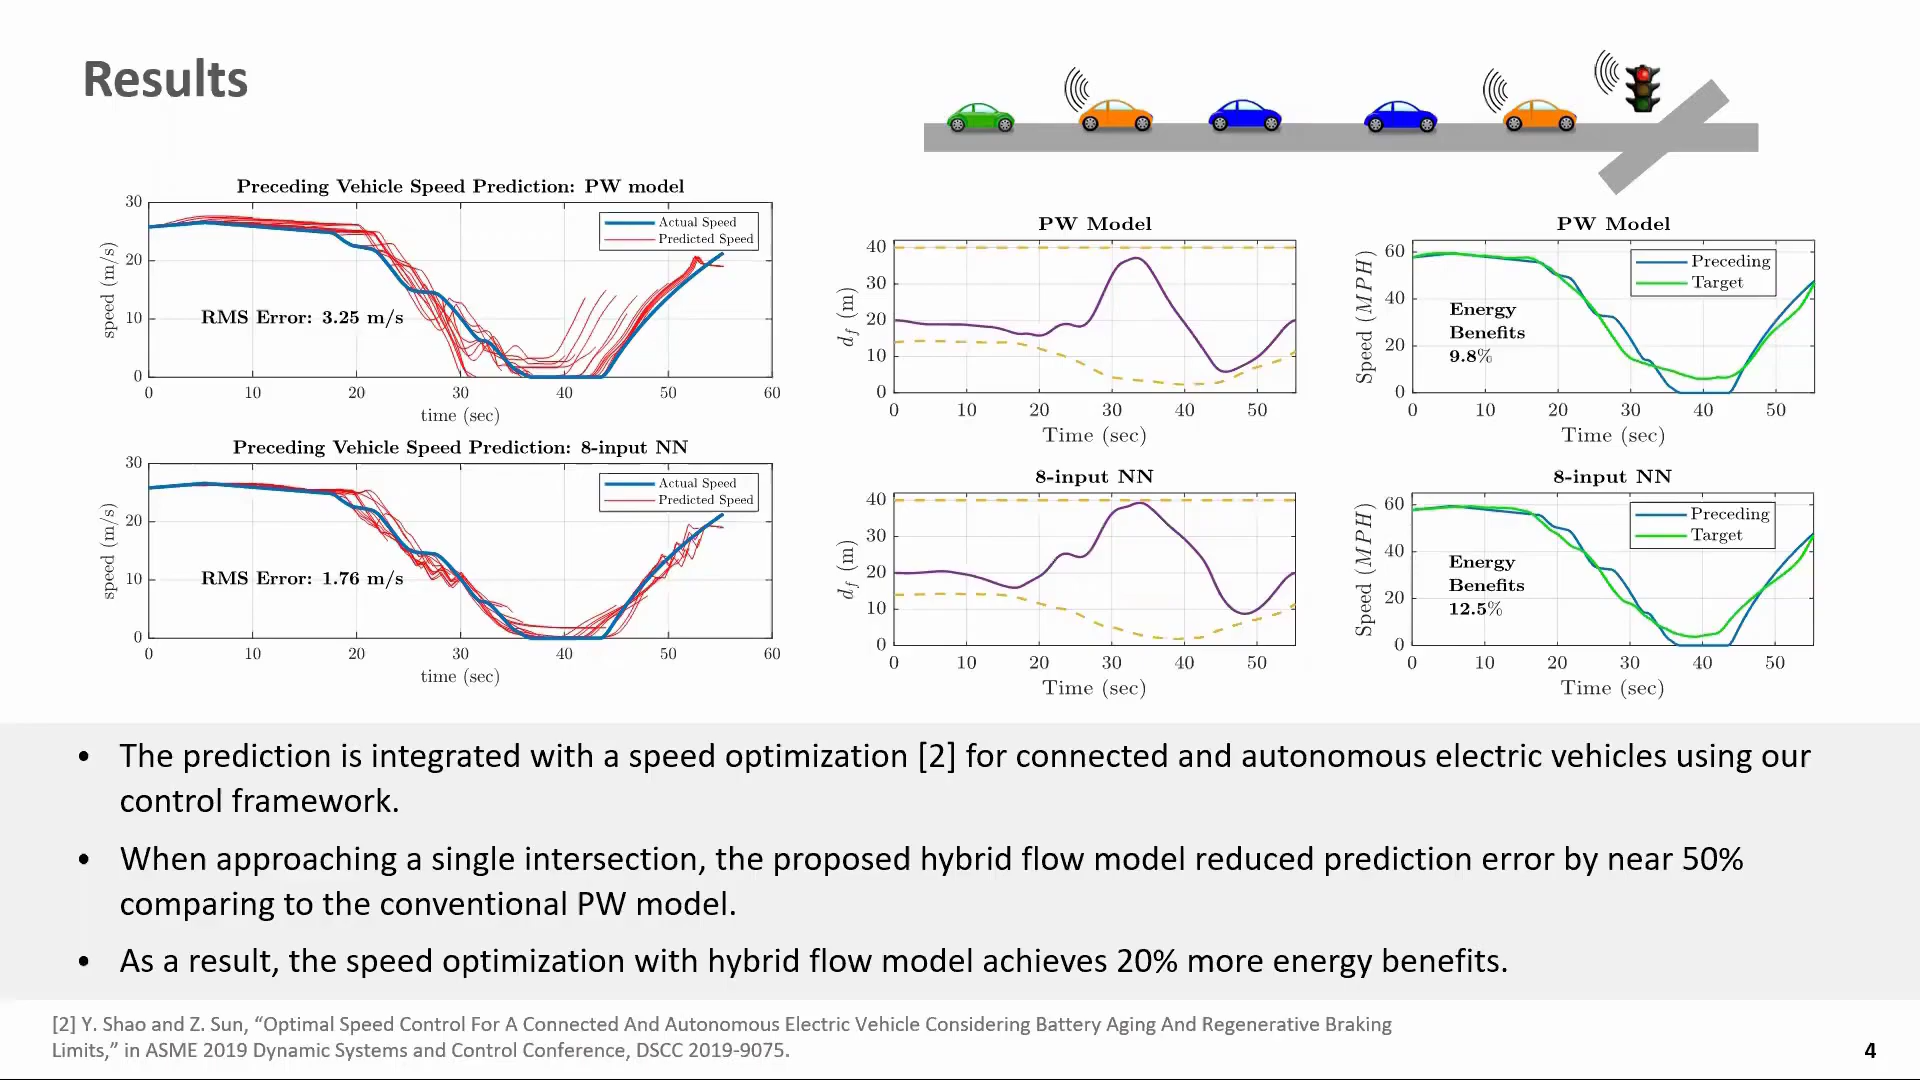 Results
Preceding Vehicle Speed Prediction: PW model
30
20
10
0
speed (m/s)
Actual Speed
Predicted Speed
RMS Error: 3.25 m/s
0 10 20 30 40 50 60
time (sec)
Preceding Vehicle Speed Prediction: 8-input NN
30
20
10
0
speed (m/s)
Actual Speed
Predicted Speed
RMS Error: 1.76 m/s
0 10 20 30 40 50 60
time (sec)
PW Model
40
30
20
10
0
d_f (m)
0 10 20 30 40 50
Time (sec)
PW Model
60
40
20
0
Speed (MPH)
Preceding
Target
Energy
Benefits
9.8%
0 10 20 30 40 50
Time (sec)
8-input NN
40
30
20
10
0
d_f (m)
0 10 20 30 40 50
Time (sec)
8-input NN
60
40
20
0
Speed (MPH)
Preceding
Target
Energy
Benefits
12.5%
0 10 20 30 40 50
Time (sec)
• The prediction is integrated with a speed optimization [2] for connected and autonomous electric vehicles using our
control framework.
• When approaching a single intersection, the proposed hybrid flow model reduced prediction error by near 50%
comparing to the conventional PW model.
• As a result, the speed optimization with hybrid flow model achieves 20% more energy benefits.
[2] Y. Shao and Z. Sun, “Optimal Speed Control For A Connected And Autonomous Electric Vehicle Considering Battery Aging And Regenerative Braking
Limits,” in ASME 2019 Dynamic Systems and Control Conference, DSCC 2019-9075.
4